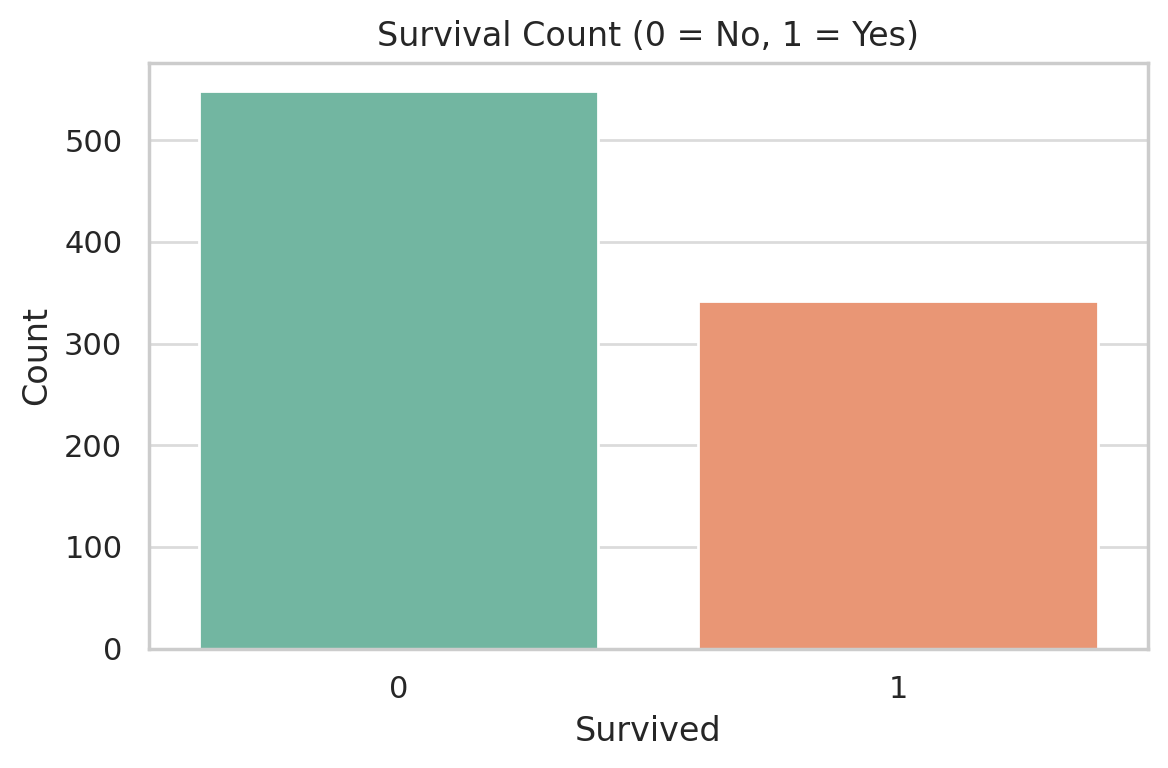 Survival Count (0 = No, 1 = Yes)
500
400
300
200
100
0
Count
0 1
Survived